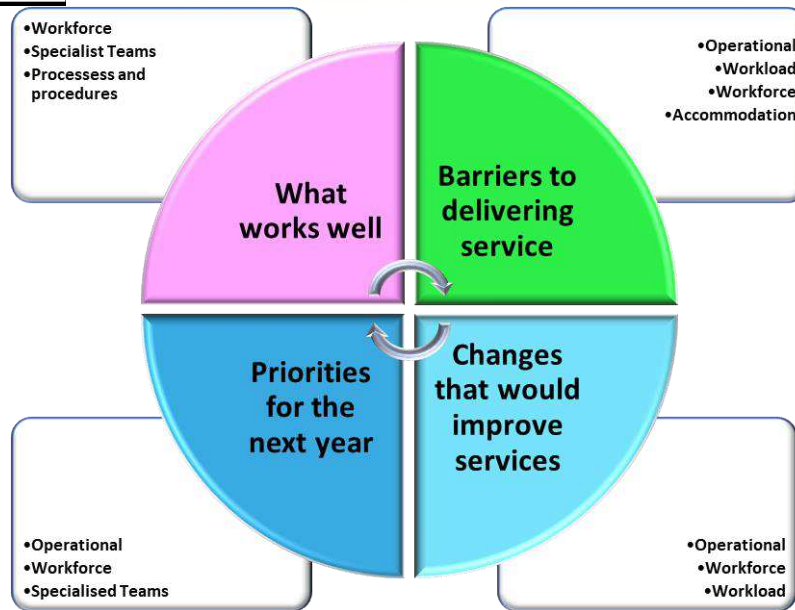 •Workforce
•Specialist Teams
•Processess and
procedures
•Operational
•Workload
•Workforce
•Accommodation
What
works well
Barriers to
delivering
service
Priorities
for the
next year
Changes
that would
improve
services
•Operational
•Workforce
•Specialised Teams
•Operational
•Workforce
•Workload